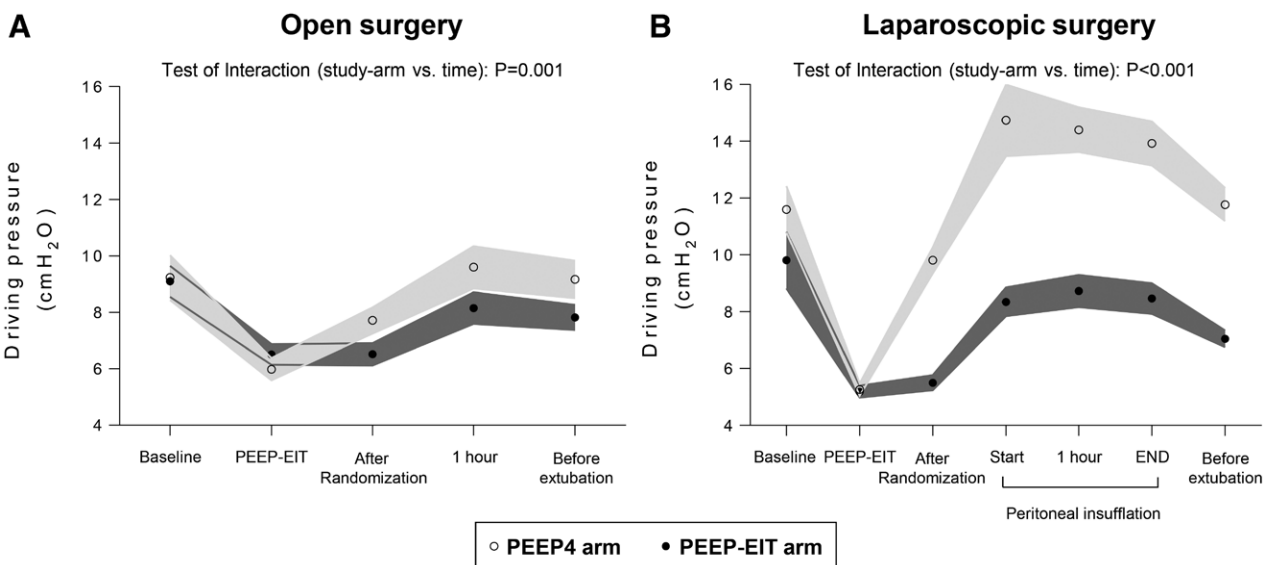 A
Open surgery
Test of Interaction (study-arm vs. time): P=0.001
Driving pressure
(cmH2O)
16
14
12
10
8
6
4
Baseline
PEEP-EIT
After
Randomization
1 hour
Before
extubation
B
Laparoscopic surgery
Test of Interaction (study-arm vs. time): P<0.001
Driving pressure
(cmH2O)
16
14
12
10
8
6
4
Baseline
PEEP-EIT
After
Randomization
Start
1 hour
END
Before
extubation
Peritoneal insufflation
PEEP4 arm
PEEP-EIT arm